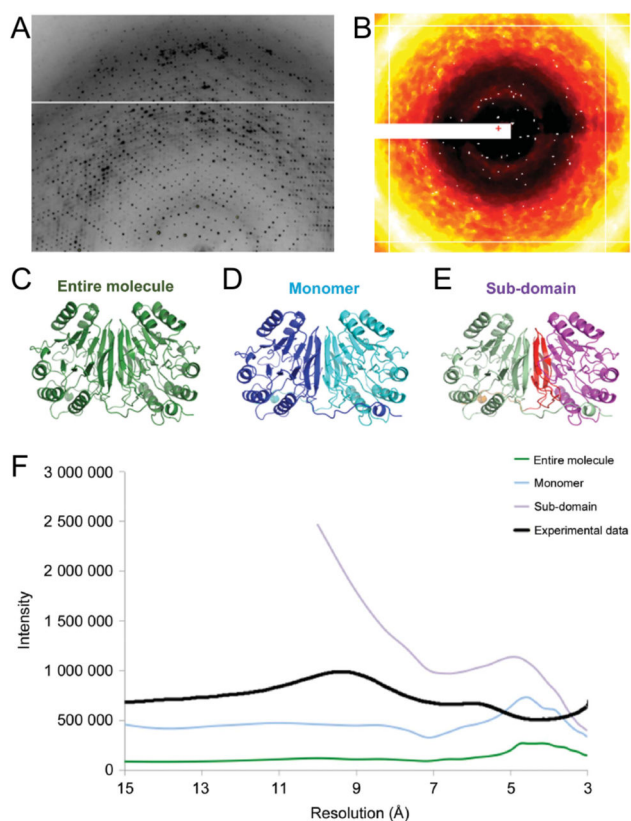 A
B
C
Entire molecule
D
Monomer
E
Sub-domain
F
Entire molecule
Monomer
Sub-domain
Experimental data
3 000 000
2 500 000
2 000 000
1 500 000
1 000 000
500 000
0
Intensity
15
13
11
9
7
5
3
Resolution (Å)